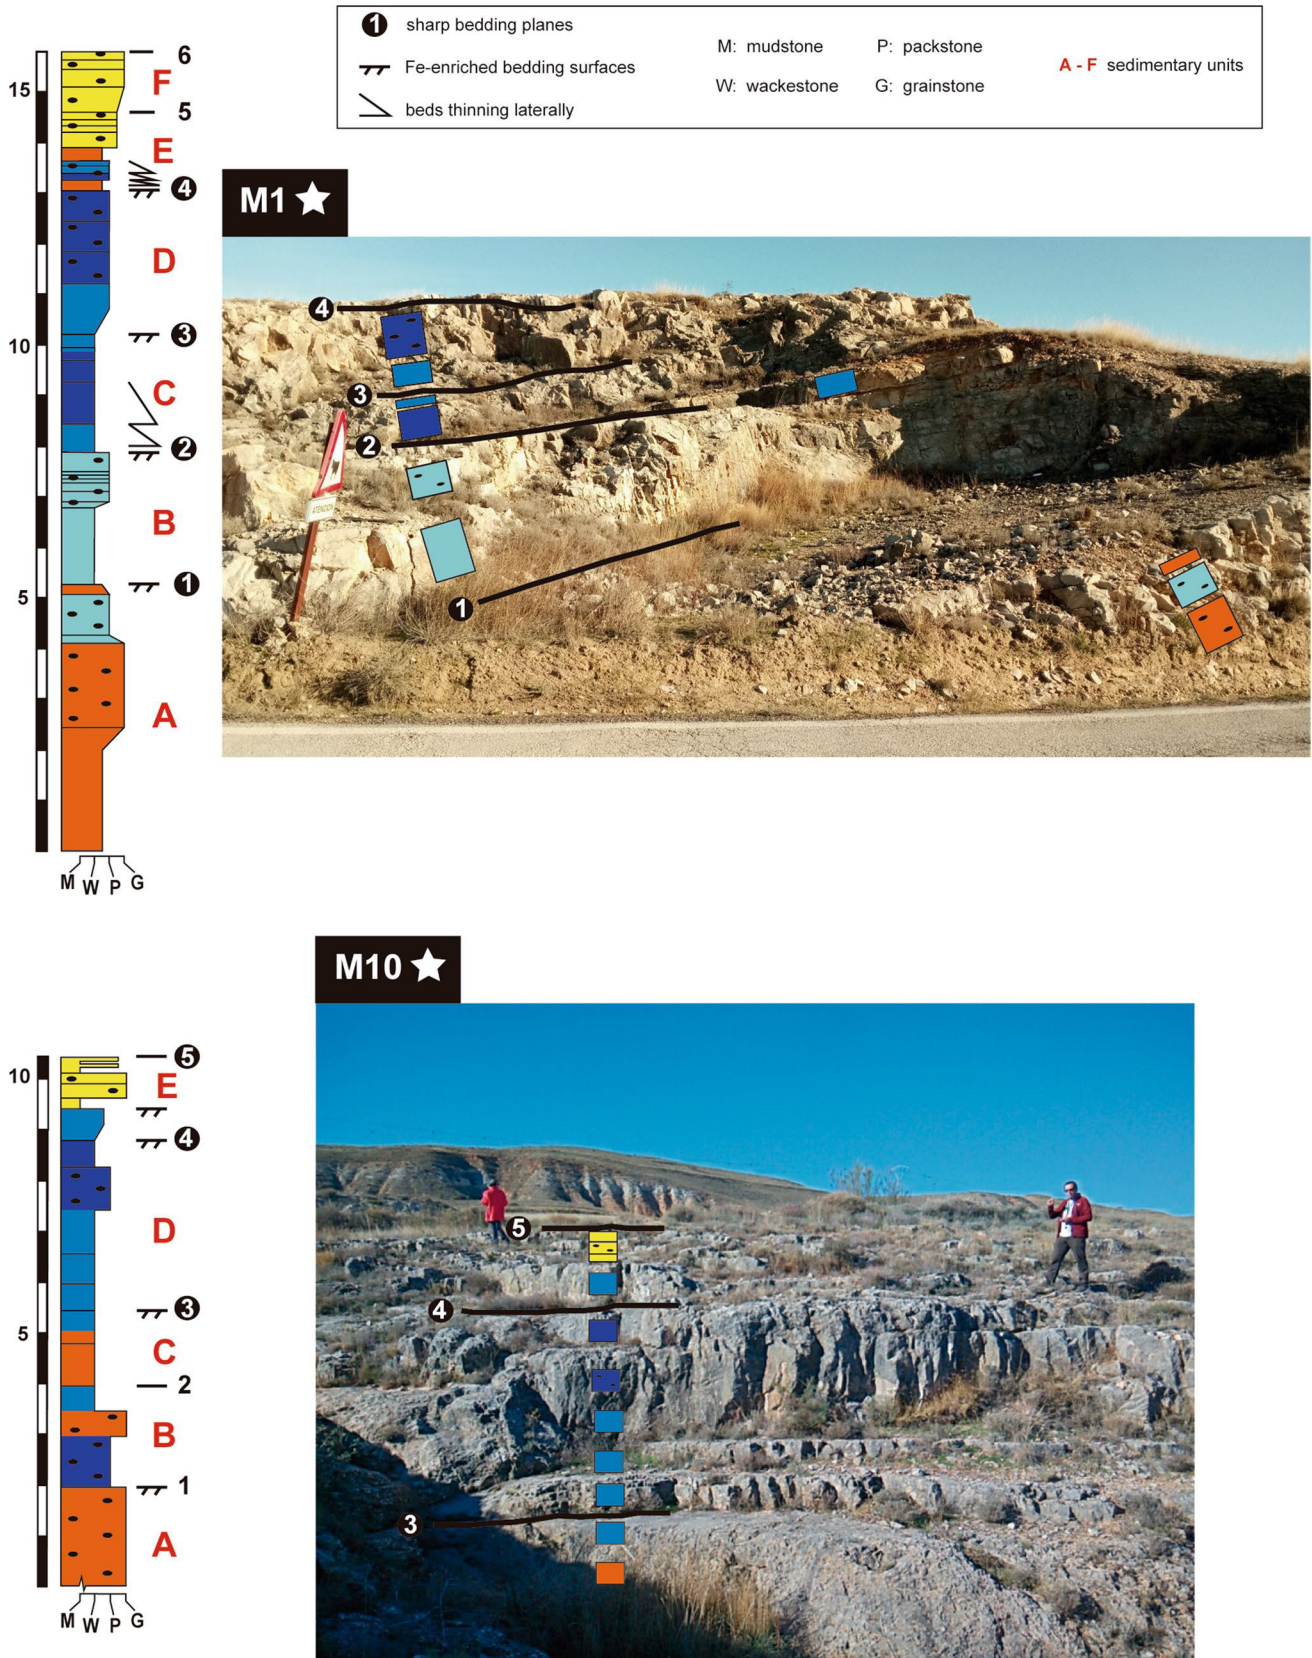 1 sharp bedding planes
Fe-enriched bedding surfaces
beds thinning laterally
M: mudstone
P: packstone
W: wackestone
G: grainstone
A - F sedimentary units
6
F
15
5
E
4
D
3
10
C
2
B
1
5
A
M W P G
M1
4
3
2
ATENCION
1
M10
5
10
E
4
D
3
5
C
2
B
1
A
M W P G
5
4
3